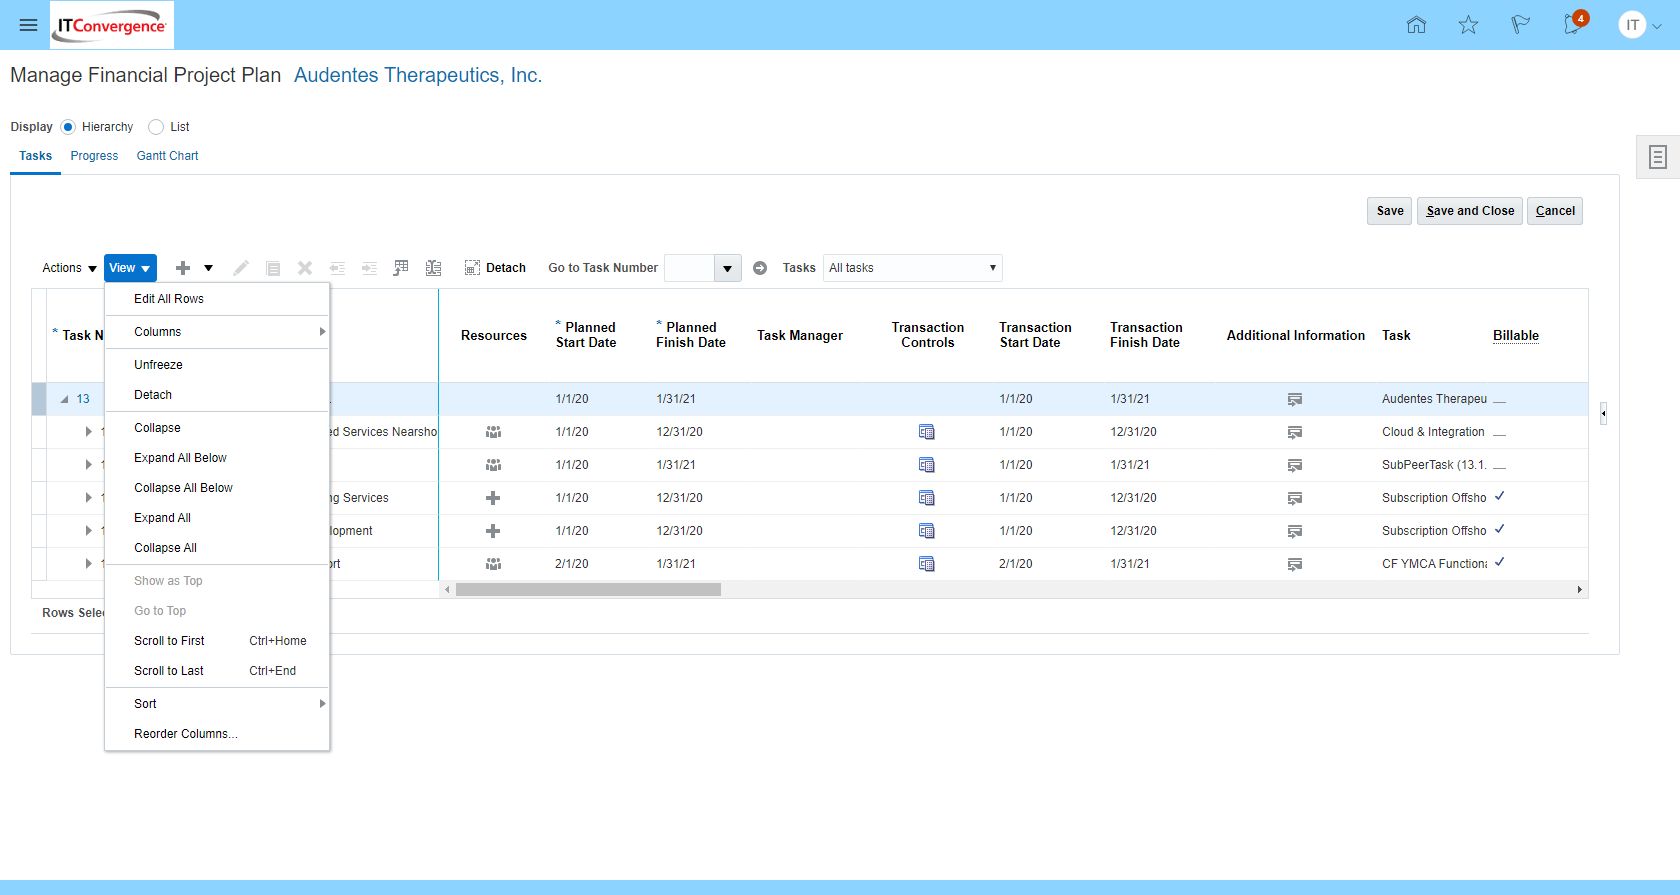 ITConvergence
4
IT
Manage Financial Project Plan Audentes Therapeutics, Inc.
Display Hierarchy List
Tasks Progress Gantt Chart
Save Save and Close Cancel
Actions View Detach Go to Task Number Tasks All tasks
Edit All Rows
Columns
Unfreeze
Detach
Collapse
Expand All Below
Collapse All Below
Expand All
Collapse All
Show as Top
Go to Top
Scroll to First Ctrl+Home
Scroll to Last Ctrl+End
Sort
Reorder Columns...
* Task N Resources * Planned Start Date * Planned Finish Date Task Manager Transaction Controls Transaction Start Date Transaction Finish Date Additional Information Task Billable
13 1/1/20 1/31/21 1/1/20 1/31/21 Audentes Therapeu
1 ed Services Nearsho 1/1/20 12/31/20 1/1/20 12/31/20 Cloud & Integration
1 1/1/20 1/31/21 1/1/20 1/31/21 SubPeerTask (13.1.
1 ng Services 1/1/20 12/31/20 1/1/20 12/31/20 Subscription Offsho
1 lopment 1/1/20 12/31/20 1/1/20 12/31/20 Subscription Offsho
1 ort 2/1/20 1/31/21 2/1/20 1/31/21 CF YMCA Functiona
Rows Selec